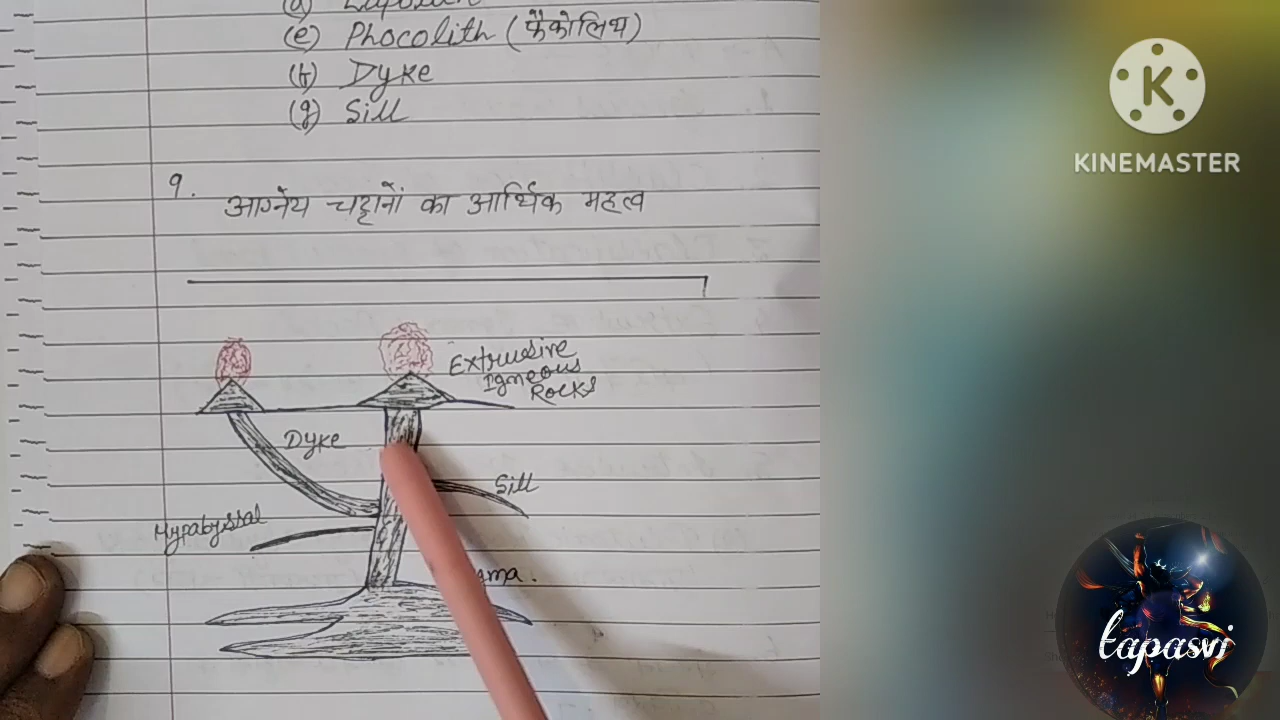 (e) Phocolith (फैकोलिथ)
(f) Dyke
(g) Sill
9. आग्नेय चट्टानों का आर्थिक महत्व
Extrusive
Igneous
Rocks
Dyke
Sill
Hypabyssal
KINEMASTER
tapasvi